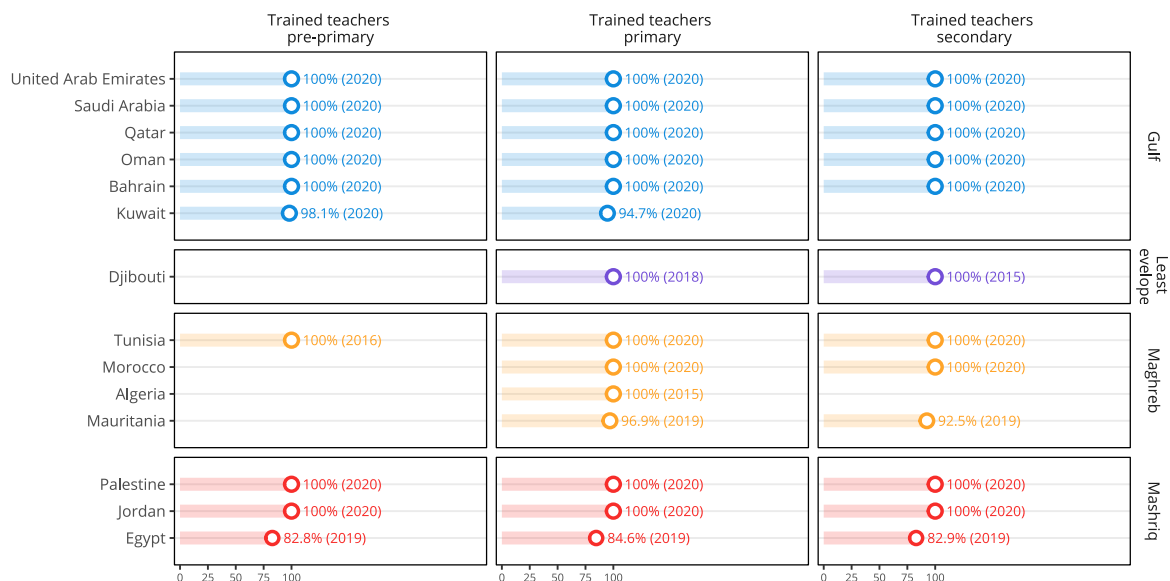 Trained teachers
pre-primary
Trained teachers
primary
Trained teachers
secondary
United Arab Emirates 100% (2020) 100% (2020) 100% (2020)
Saudi Arabia 100% (2020) 100% (2020) 100% (2020)
Qatar 100% (2020) 100% (2020) 100% (2020)
Oman 100% (2020) 100% (2020) 100% (2020)
Bahrain 100% (2020) 100% (2020) 100% (2020)
Kuwait 98.1% (2020) 94.7% (2020)
Gulf
Djibouti 100% (2018) 100% (2015)
Least
evelope
Tunisia 100% (2016) 100% (2020) 100% (2020)
Morocco 100% (2020) 100% (2020)
Algeria 100% (2015)
Mauritania 96.9% (2019) 92.5% (2019)
Maghreb
Palestine 100% (2020) 100% (2020) 100% (2020)
Jordan 100% (2020) 100% (2020) 100% (2020)
Egypt 82.8% (2019) 84.6% (2019) 82.9% (2019)
Mashriq
0 25 50 75 100 0 25 50 75 100 0 25 50 75 100